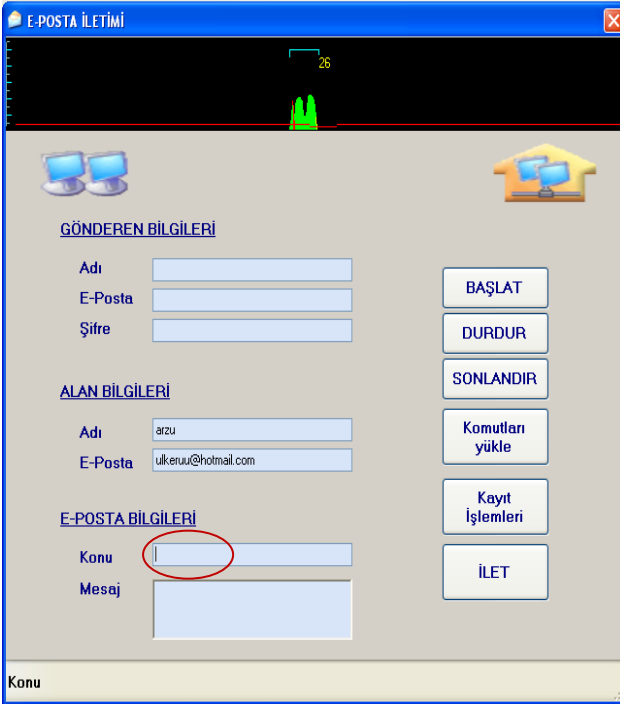 E-POSTA İLETİMİ
26
GÖNDEREN BİLGİLERİ
Adı
E-Posta
Şifre
BAŞLAT
DURDUR
SONLANDIR
ALAN BİLGİLERİ
Adı arzu
E-Posta ulkeruu@hotmail.com
Komutları
yükle
Kayıt
İşlemleri
E-POSTA BİLGİLERİ
Konu
Mesaj
İLET
Konu